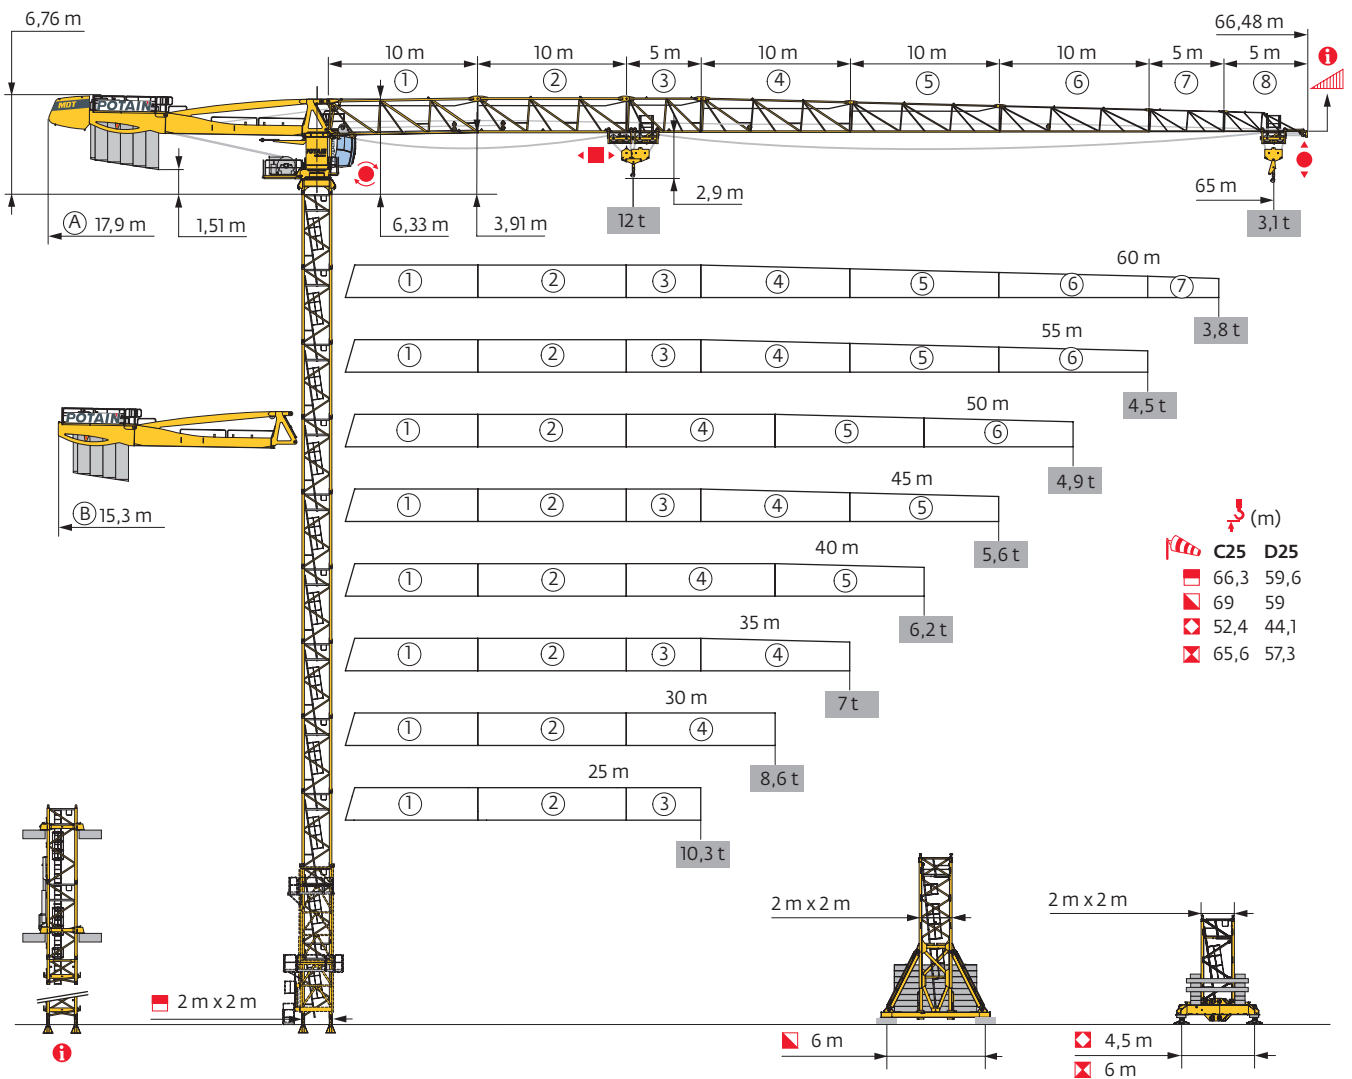 6,76 m
66,48 m
10 m 10 m 5 m 10 m 10 m 10 m 5 m 5 m
1 2 3 4 5 6 7 8
i
MDT POTAIN
POTAIN
2,9 m
65 m
A 17,9 m
1,51 m
6,33 m
3,91 m
12 t
3,1 t
60 m
1 2 3 4 5 6 7
3,8 t
55 m
1 2 3 4 5 6
4,5 t
POTAIN
50 m
1 2 4 5 6
4,9 t
B 15,3 m
45 m
1 2 3 4 5
5,6 t
(m)
C25 D25
66,3 59,6
69 59
52,4 44,1
65,6 57,3
40 m
1 2 4 5
6,2 t
35 m
1 2 3 4
7 t
30 m
1 2 4
8,6 t
25 m
1 2 3
10,3 t
2 m x 2 m
2 m x 2 m
2 m x 2 m
6 m
4,5 m
6 m
i